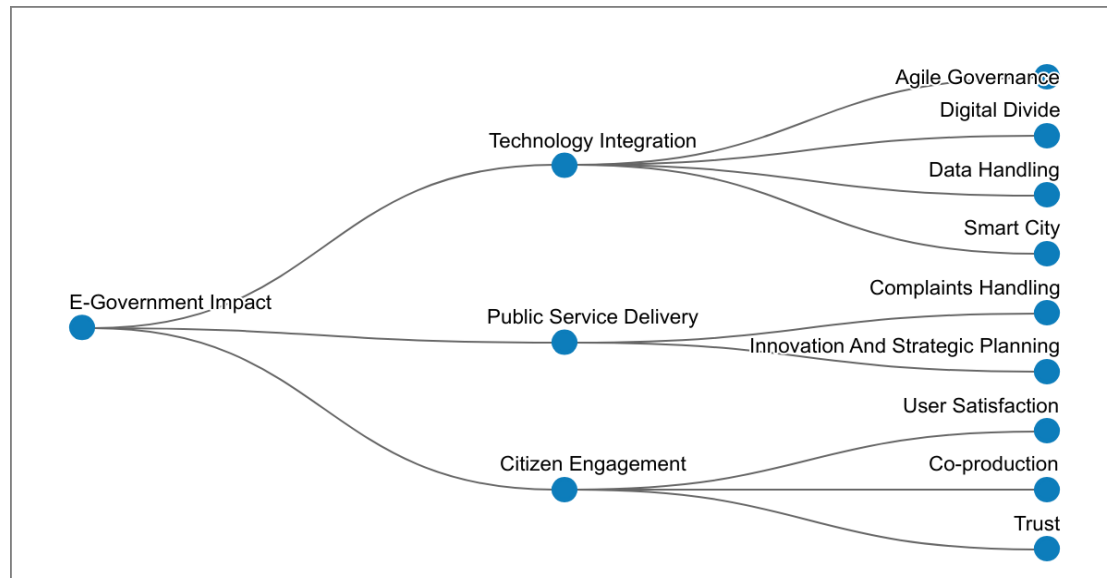 Agile Governance
Digital Divide
Technology Integration
Data Handling
Smart City
Complaints Handling
E-Government Impact
Public Service Delivery
Innovation And Strategic Planning
User Satisfaction
Citizen Engagement
Co-production
Trust